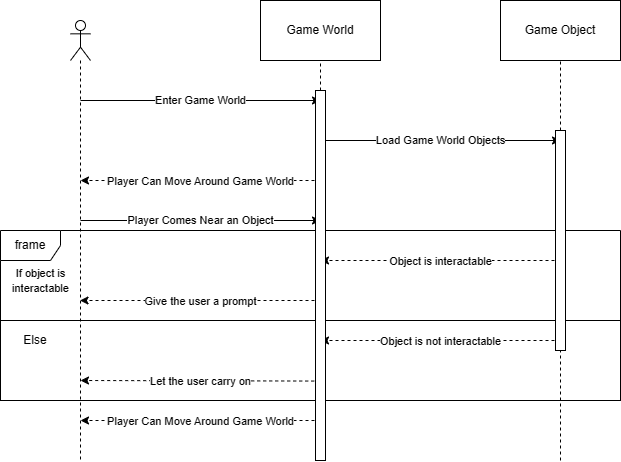 Game World
Game Object
Enter Game World
Load Game World Objects
Player Can Move Around Game World
Player Comes Near an Object
frame
If object is
interactable
Object is interactable
Give the user a prompt
Else
Object is not interactable
Let the user carry on
Player Can Move Around Game World